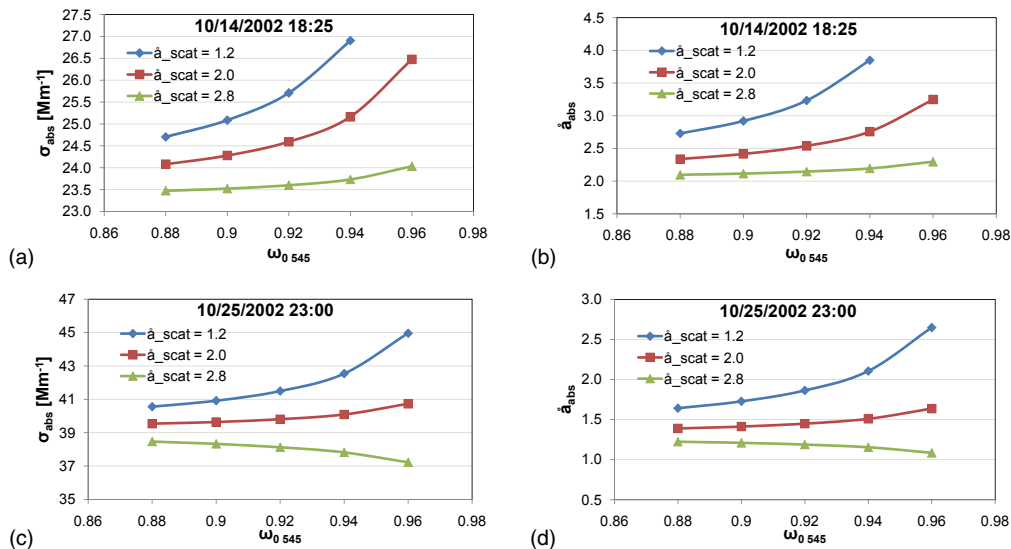 10/14/2002 18:25
σabs [Mm⁻¹]
27.5
27.0
26.5
26.0
25.5
25.0
24.5
24.0
23.5
23.0
å_scat = 1.2
å_scat = 2.0
å_scat = 2.8
0.86 0.88 0.9 0.92 0.94 0.96 0.98
ω0 545
(a)
10/14/2002 18:25
åabs
4.5
4.0
3.5
3.0
2.5
2.0
1.5
å_scat = 1.2
å_scat = 2.0
å_scat = 2.8
0.86 0.88 0.9 0.92 0.94 0.96 0.98
ω0 545
(b)
10/25/2002 23:00
σabs [Mm⁻¹]
47
45
43
41
39
37
35
å_scat = 1.2
å_scat = 2.0
å_scat = 2.8
0.86 0.88 0.9 0.92 0.94 0.96 0.98
ω0 545
(c)
10/25/2002 23:00
åabs
3.0
2.5
2.0
1.5
1.0
0.5
å_scat = 1.2
å_scat = 2.0
å_scat = 2.8
0.86 0.88 0.9 0.92 0.94 0.96 0.98
ω0 545
(d)